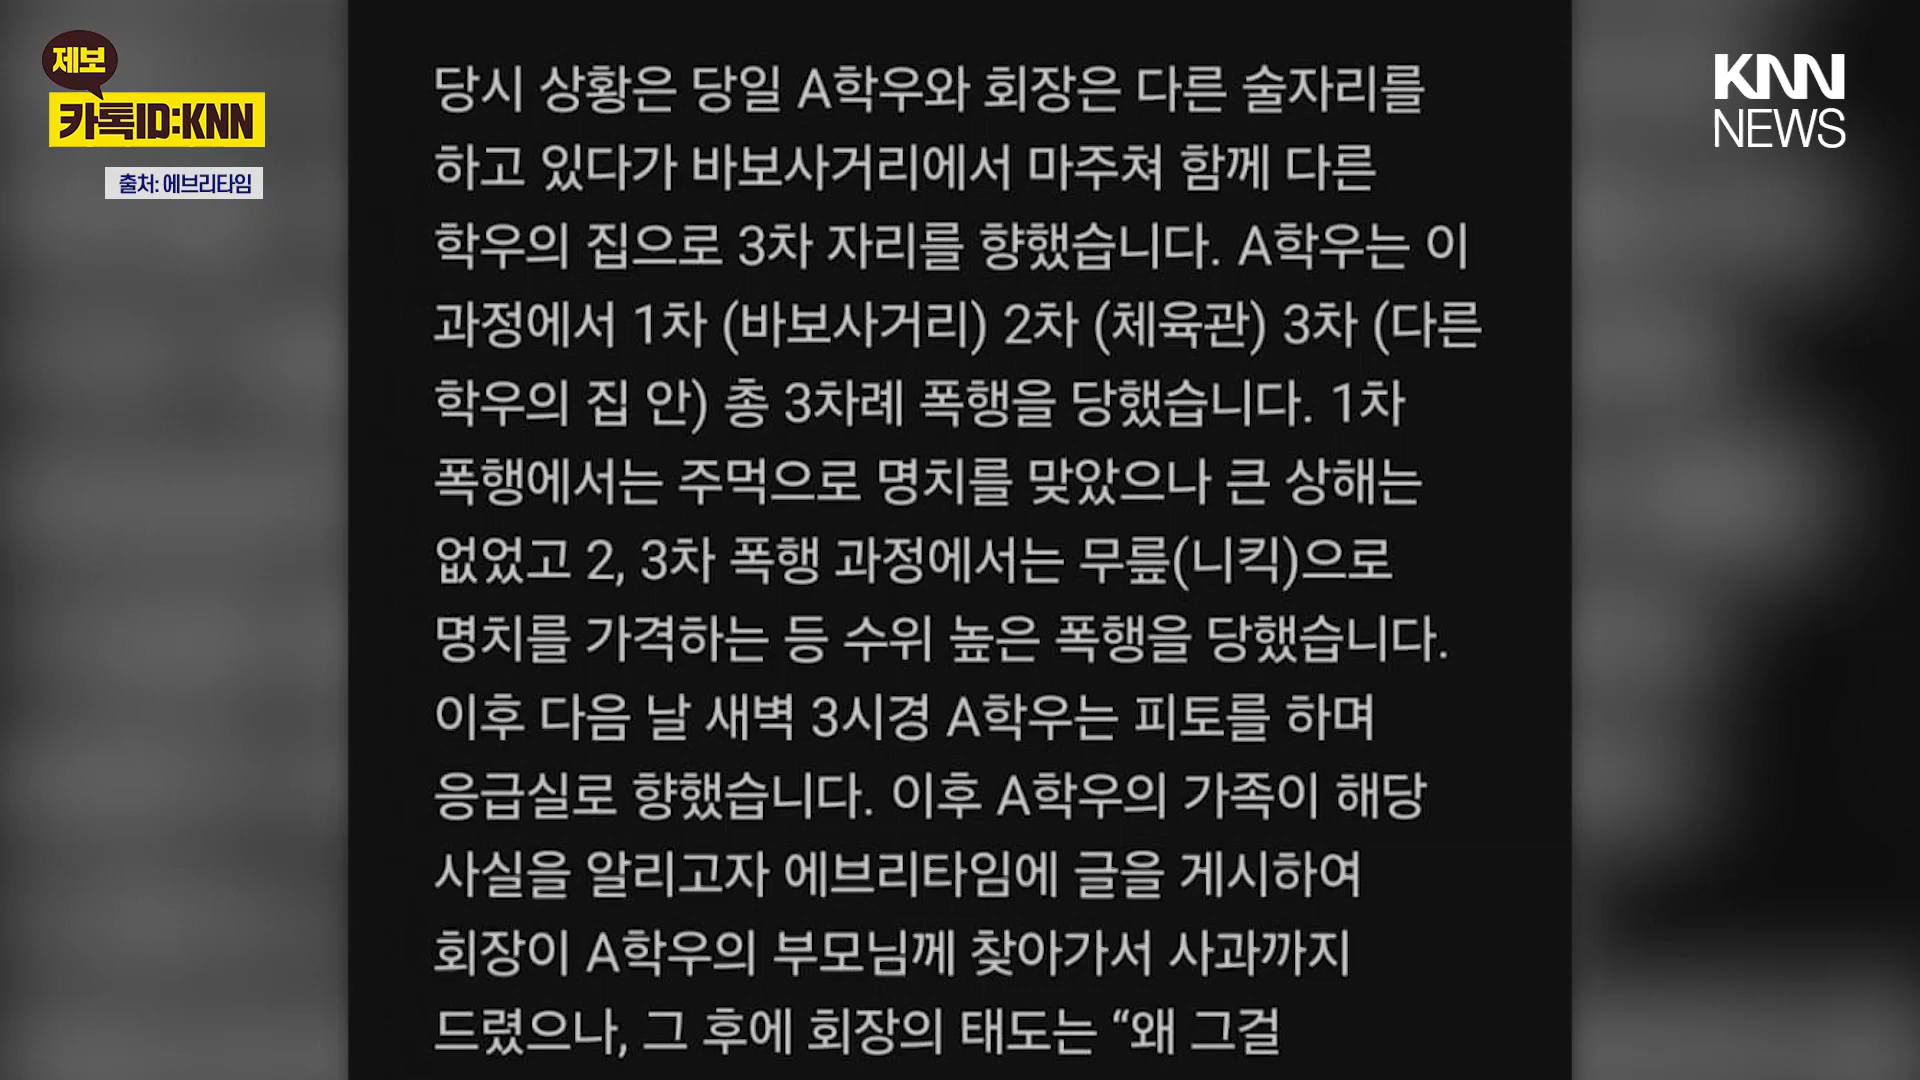 제보
카톡ID:KNN
출처: 에브리타임
KNN
NEWS
당시 상황은 당일 A학우와 회장은 다른 술자리를
하고 있다가 바보사거리에서 마주쳐 함께 다른
학우의 집으로 3차 자리를 향했습니다. A학우는 이
과정에서 1차 (바보사거리) 2차 (체육관) 3차 (다른
학우의 집 안) 총 3차례 폭행을 당했습니다. 1차
폭행에서는 주먹으로 명치를 맞았으나 큰 상해는
없었고 2, 3차 폭행 과정에서는 무릎(니킥)으로
명치를 가격하는 등 수위 높은 폭행을 당했습니다.
이후 다음 날 새벽 3시경 A학우는 피토를 하며
응급실로 향했습니다. 이후 A학우의 가족이 해당
사실을 알리고자 에브리타임에 글을 게시하여
회장이 A학우의 부모님께 찾아가서 사과까지
드렸으나, 그 후에 회장의 태도는 “왜 그걸